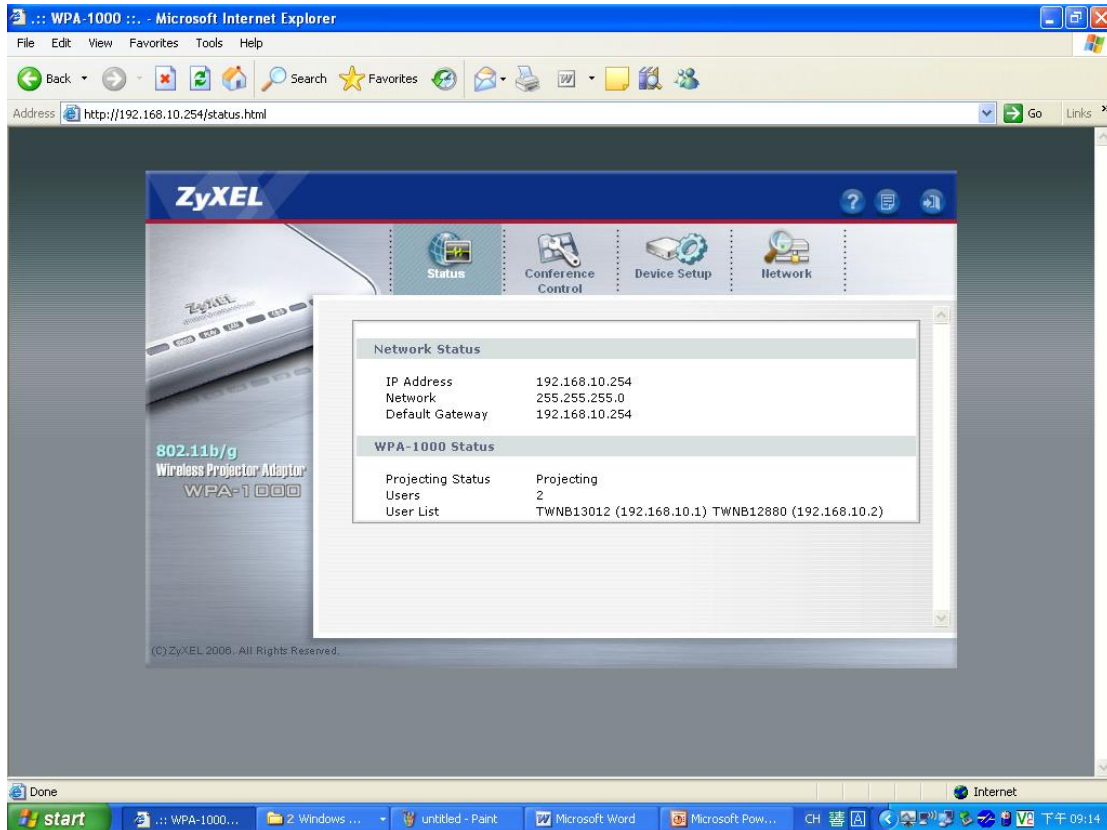 .:: WPA-1000 ::. - Microsoft Internet Explorer
File Edit View Favorites Tools Help
Back Search Favorites
Address http://192.168.10.254/status.html Go Links
ZyXEL
Status
Conference Control
Device Setup
Network
ZyXEL
802.11b/g
Wireless Projector Adaptor
WPA-1000
Network Status
IP Address 192.168.10.254
Network 255.255.255.0
Default Gateway 192.168.10.254
WPA-1000 Status
Projecting Status Projecting
Users 2
User List TWNB13012 (192.168.10.1) TWNB12880 (192.168.10.2)
(C) ZyXEL 2006. All Rights Reserved.
Done Internet
start .:: WPA-1000... 2 Windows ... untitled - Paint Microsoft Word Microsoft Pow... CH A V2 下午 09:14